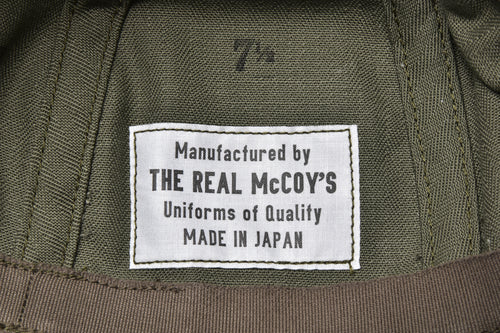 7½
Manufactured by
THE REAL McCOY'S
Uniforms of Quality
MADE IN JAPAN